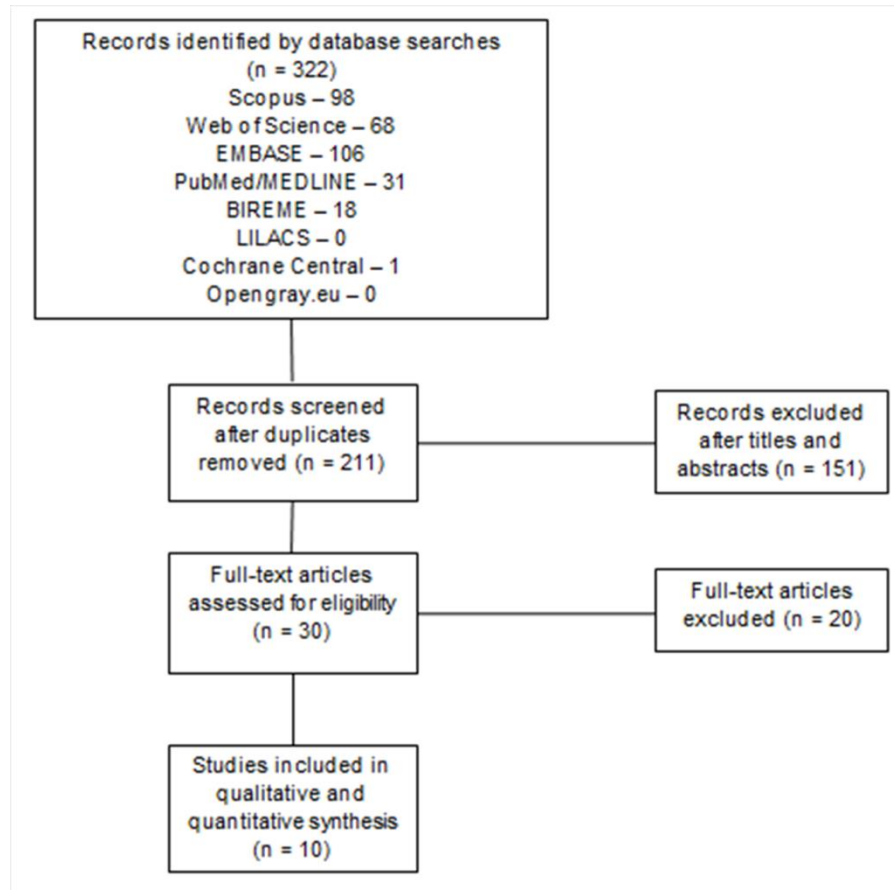 Records identified by database searches
(n = 322)
Scopus – 98
Web of Science – 68
EMBASE – 106
PubMed/MEDLINE – 31
BIREME – 18
LILACS – 0
Cochrane Central – 1
Opengray.eu – 0
Records screened
after duplicates
removed (n = 211)
Records excluded
after titles and
abstracts (n = 151)
Full-text articles
assessed for eligibility
(n = 30)
Full-text articles
excluded (n = 20)
Studies included in
qualitative and
quantitative synthesis
(n = 10)